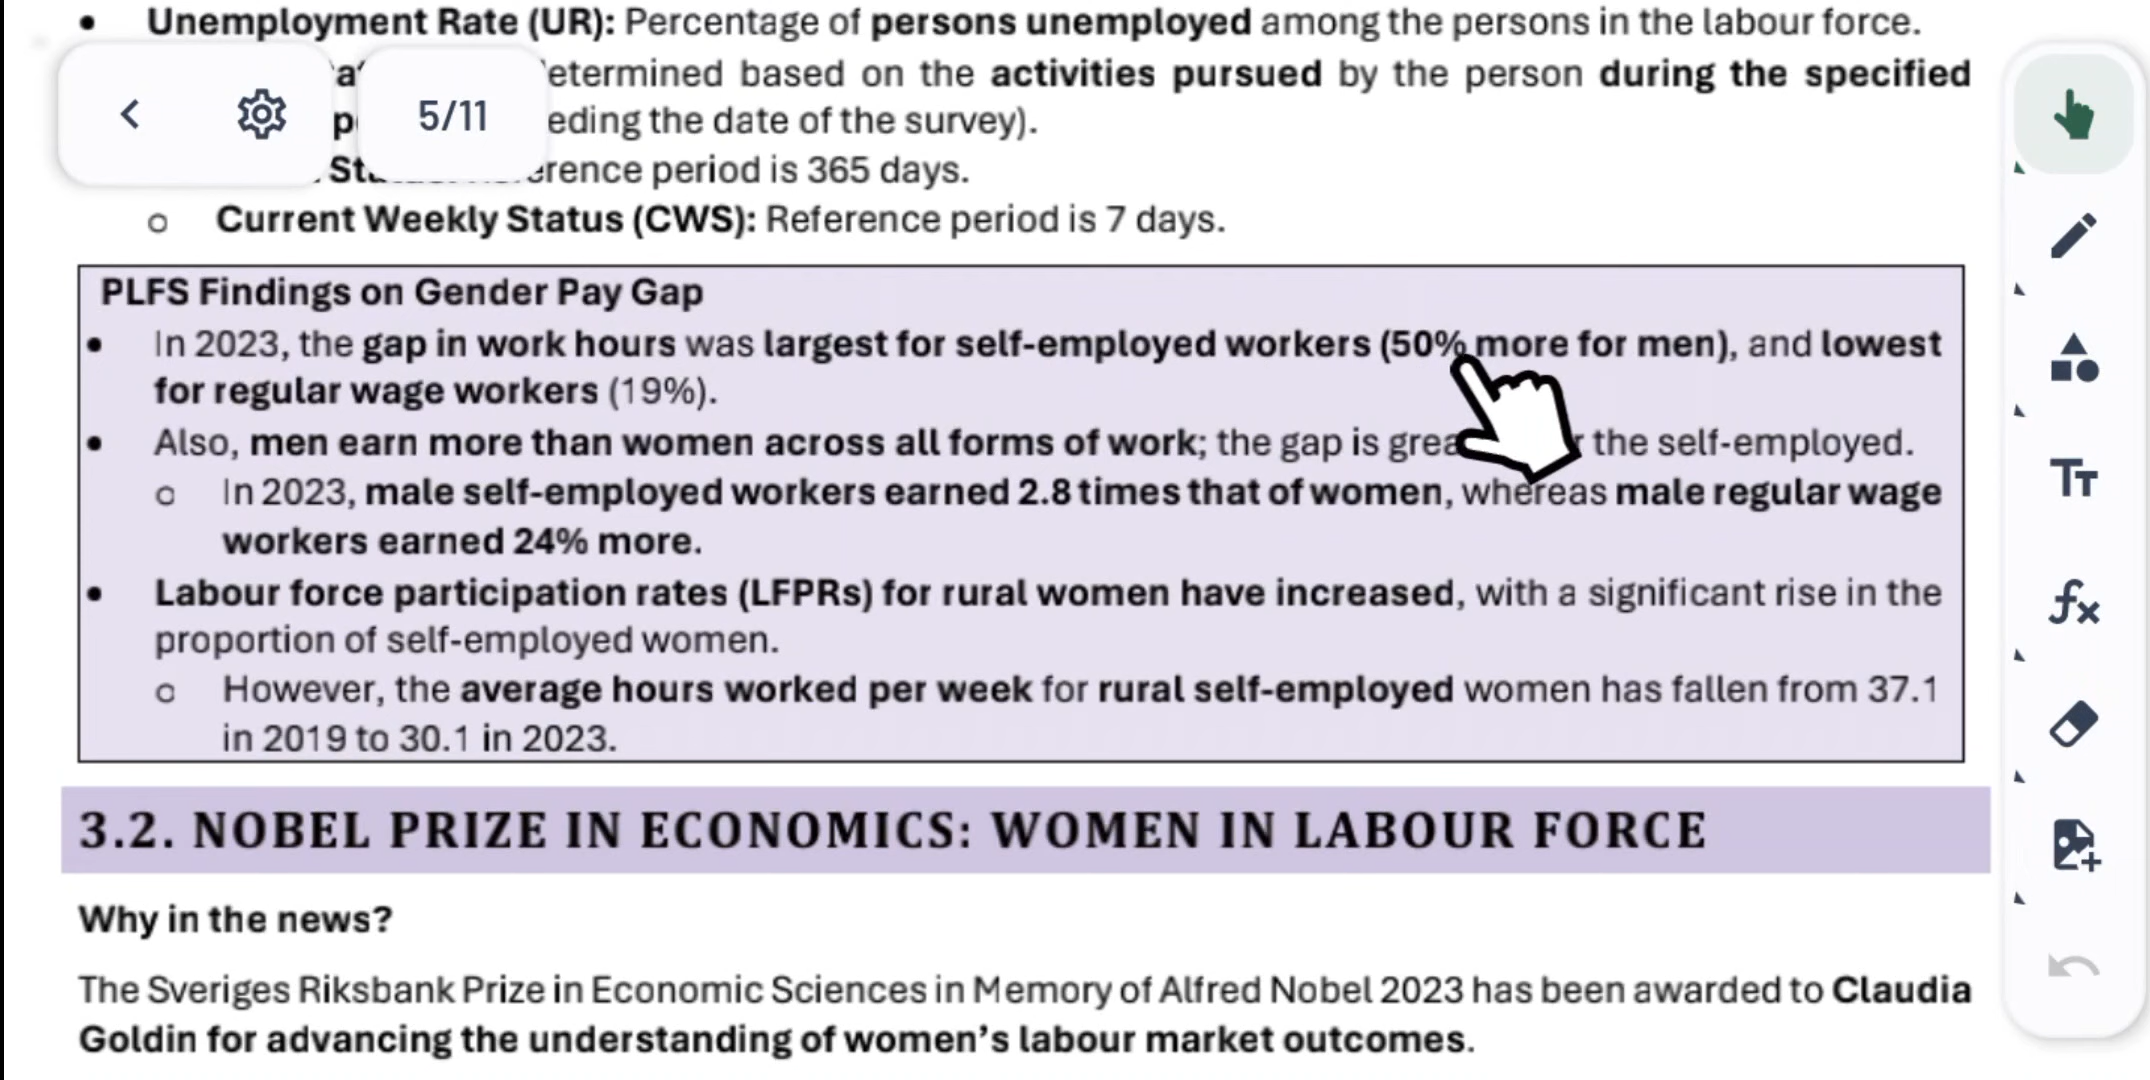 • Unemployment Rate (UR): Percentage of persons unemployed among the persons in the labour force.
etermined based on the activities pursued by the person during the specified
5/11 eding the date of the survey).
erence period is 365 days.
o Current Weekly Status (CWS): Reference period is 7 days.
PLFS Findings on Gender Pay Gap
• In 2023, the gap in work hours was largest for self-employed workers (50% more for men), and lowest
for regular wage workers (19%).
• Also, men earn more than women across all forms of work; the gap is grea the self-employed.
o In 2023, male self-employed workers earned 2.8 times that of women, whereas male regular wage
workers earned 24% more.
• Labour force participation rates (LFPRs) for rural women have increased, with a significant rise in the
proportion of self-employed women.
o However, the average hours worked per week for rural self-employed women has fallen from 37.1
in 2019 to 30.1 in 2023.
3.2. NOBEL PRIZE IN ECONOMICS: WOMEN IN LABOUR FORCE
Why in the news?
The Sveriges Riksbank Prize in Economic Sciences in Memory of Alfred Nobel 2023 has been awarded to Claudia
Goldin for advancing the understanding of women's labour market outcomes.
Tт
fx